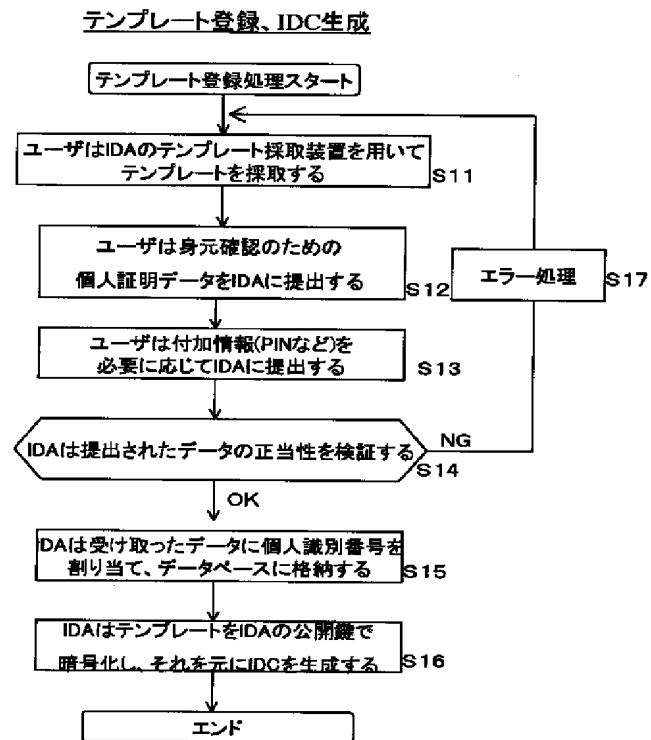 テンプレート登録、IDC生成
テンプレート登録処理スタート
ユーザはIDAのテンプレート採取装置を用いて
テンプレートを採取する
S11
ユーザは身元確認のための
個人証明データをIDAに提出する
S12
ユーザは付加情報(PINなど)を
必要に応じてIDAに提出する
S13
IDAは提出されたデータの正当性を検証する
S14
NG
エラー処理
S17
OK
IDAは受け取ったデータに個人識別番号を
割り当て、データベースに格納する
S15
IDAはテンプレートをIDAの公開鍵で
暗号化し、それを元にIDCを生成する
S16
エンド